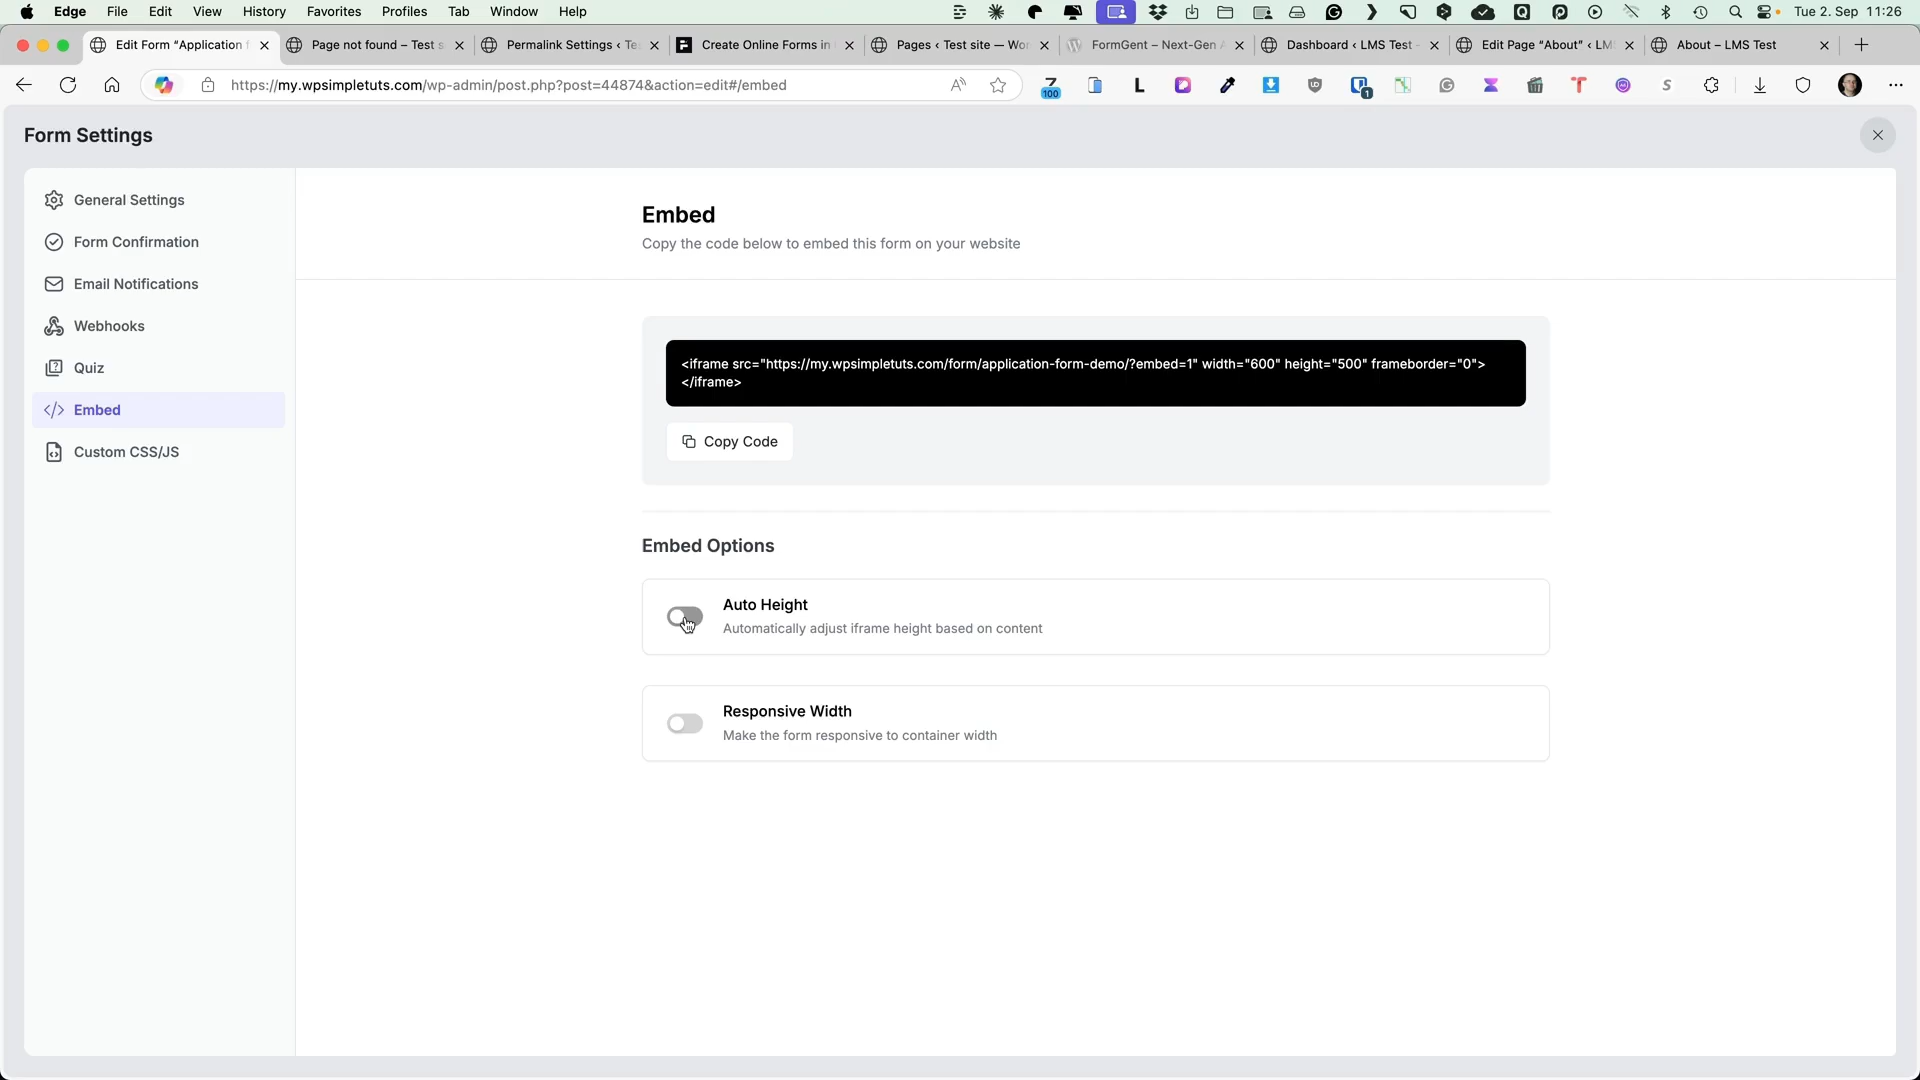 Edge File Edit View History Favorites Profiles Tab Window Help
Tue 2. Sep 11:26
Edit Form “Application f
Page not found – Test s
Permalink Settings ‹ Te
Create Online Forms in
Pages ‹ Test site — Wor
FormGent – Next-Gen A
Dashboard ‹ LMS Test -
Edit Page “About” ‹ LM
About – LMS Test
https://my.wpsimpletuts.com/wp-admin/post.php?post=44874&action=edit#/embed
100
1
Form Settings
General Settings
Form Confirmation
Email Notifications
Webhooks
Quiz
Embed
Custom CSS/JS
Embed
Copy the code below to embed this form on your website
<iframe src="https://my.wpsimpletuts.com/form/application-form-demo/?embed=1" width="600" height="500" frameborder="0">
</iframe>
Copy Code
Embed Options
Auto Height
Automatically adjust iframe height based on content
Responsive Width
Make the form responsive to container width